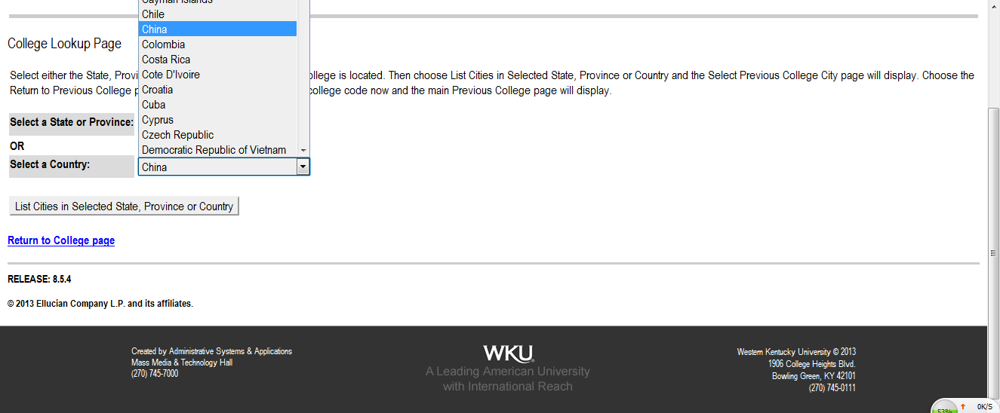 Chile
China
Colombia
Costa Rica
Cote D'Ivoire
Croatia
Cuba
Cyprus
Czech Republic
Democratic Republic of Vietnam
College Lookup Page
Select either the State, Provi ollege is located. Then choose List Cities in Selected State, Province or Country and the Select Previous College City page will display. Choose the
Return to Previous College p college code now and the main Previous College page will display.
Select a State or Province:
OR
Select a Country:
China
List Cities in Selected State, Province or Country
Return to College page
RELEASE: 8.5.4
© 2013 Ellucian Company L.P. and its affiliates.
Created by Administrative Systems & Applications
Mass Media & Technology Hall
(270) 745-7000
WKU
A Leading American University
with International Reach
Western Kentucky University © 2013
1906 College Heights Blvd.
Bowling Green, KY 42101
(270) 745-0111
53%
0K/S